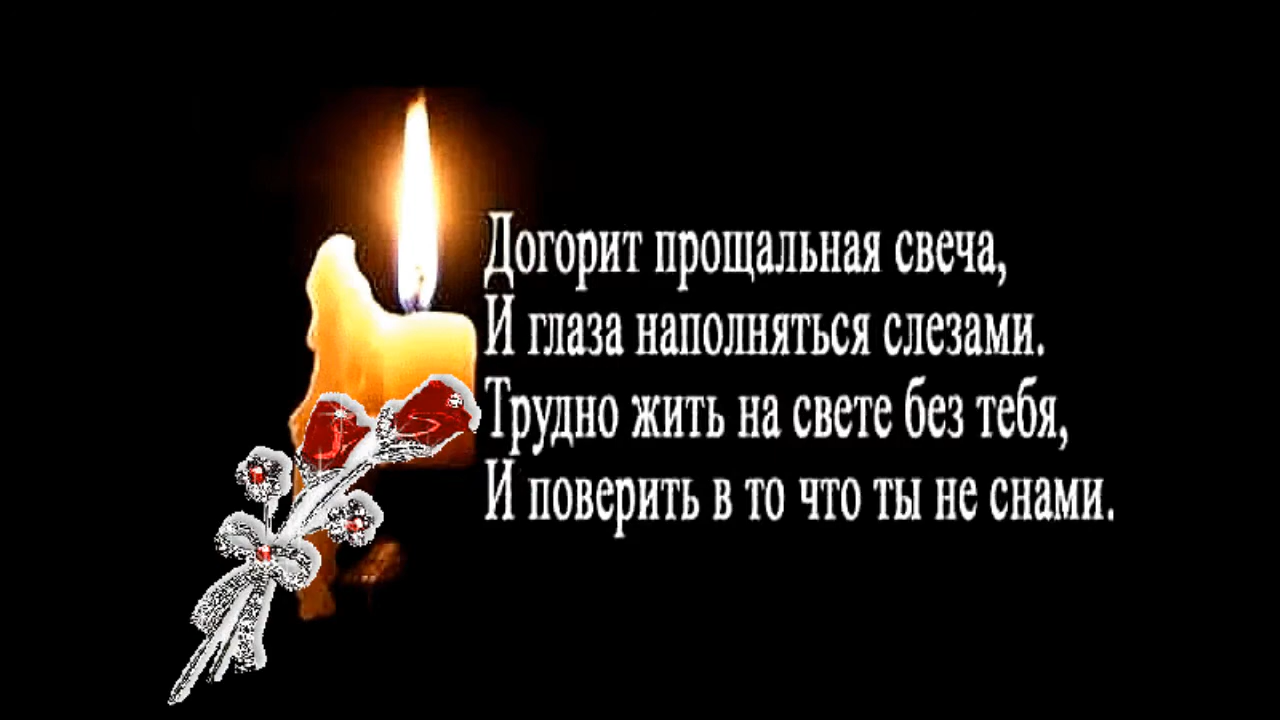 Догорит прощальная свеча,
И глаза наполняться слезами.
Трудно жить на свете без тебя,
И поверить в то что ты не снами.